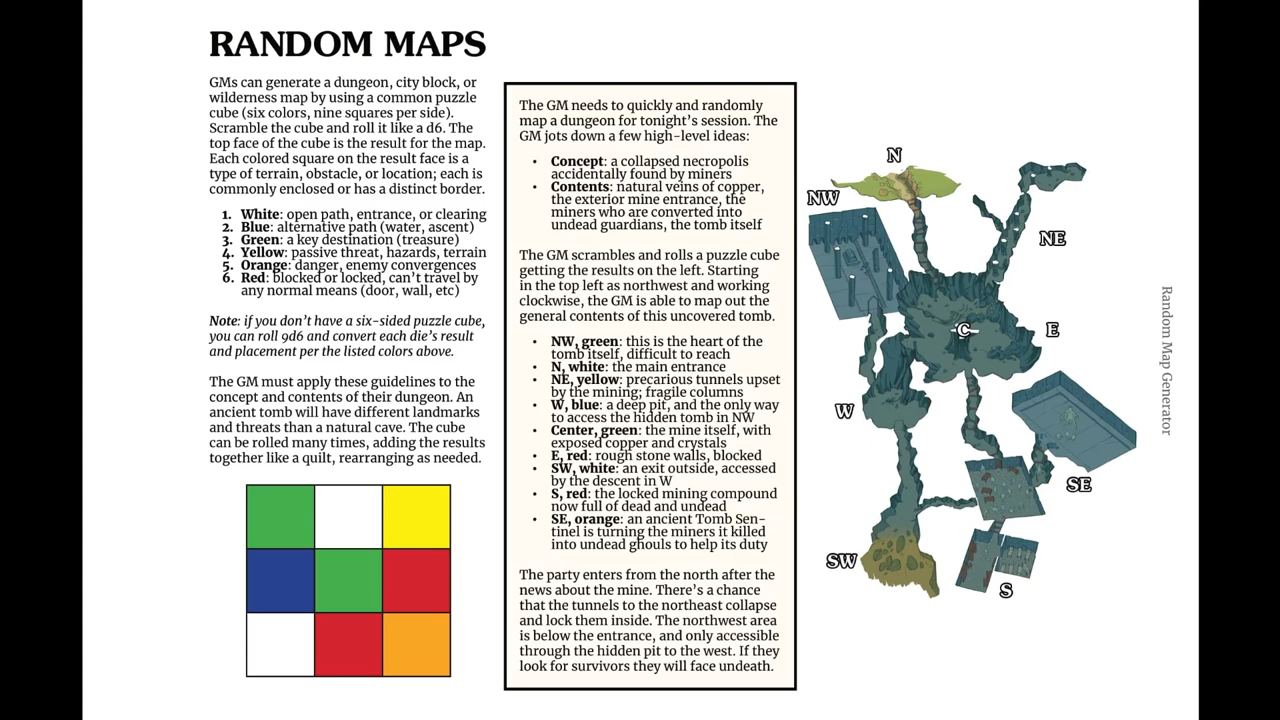 RANDOM MAPS
GMs can generate a dungeon, city block, or
wilderness map by using a common puzzle
cube (six colors, nine squares per side).
Scramble the cube and roll it like a d6. The
top face of the cube is the result for the map.
Each colored square on the result face is a
type of terrain, obstacle, or location; each is
commonly enclosed or has a distinct border.
1. White: open path, entrance, or clearing
2. Blue: alternative path (water, ascent)
3. Green: a key destination (treasure)
4. Yellow: passive threat, hazards, terrain
5. Orange: danger, enemy convergences
6. Red: blocked or locked, can't travel by
any normal means (door, wall, etc)
Note: if you don't have a six-sided puzzle cube,
you can roll 9d6 and convert each die's result
and placement per the listed colors above.
The GM must apply these guidelines to the
concept and contents of their dungeon. An
ancient tomb will have different landmarks
and threats than a natural cave. The cube
can be rolled many times, adding the results
together like a quilt, rearranging as needed.
The GM needs to quickly and randomly
map a dungeon for tonight's session. The
GM jots down a few high-level ideas:
• Concept: a collapsed necropolis
accidentally found by miners
• Contents: natural veins of copper,
the exterior mine entrance, the
miners who are converted into
undead guardians, the tomb itself
The GM scrambles and rolls a puzzle cube
getting the results on the left. Starting
in the top left as northwest and working
clockwise, the GM is able to map out the
general contents of this uncovered tomb.
• NW, green: this is the heart of the
tomb itself, difficult to reach
• N, white: the main entrance
• NE, yellow: precarious tunnels upset
by the mining; fragile columns
• W, blue: a deep pit, and the only way
to access the hidden tomb in NW
• Center, green: the mine itself, with
exposed copper and crystals
• E, red: rough stone walls, blocked
• SW, white: an exit outside, accessed
by the descent in W
• S, red: the locked mining compound
now full of dead and undead
• SE, orange: an ancient Tomb Sen-
tinel is turning the miners it killed
into undead ghouls to help its duty
The party enters from the north after the
news about the mine. There's a chance
that the tunnels to the northeast collapse
and lock them inside. The northwest area
is below the entrance, and only accessible
through the hidden pit to the west. If they
look for survivors they will face undeath.
N
NW
NE
C
E
W
SE
SW
S
Random Map Generator